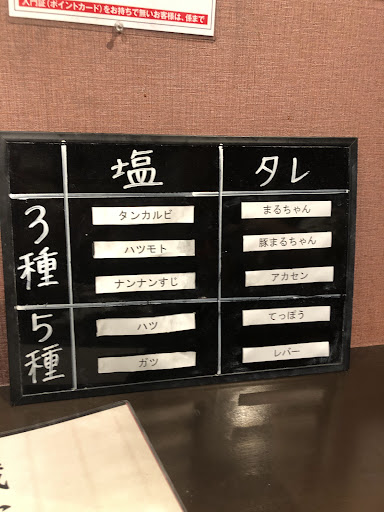 入門証(ポイントカード)をお持ちで無いお客様は、係まで
塩 タレ
3種
タンカルビ まるちゃん
ハツモト 豚まるちゃん
ナンナンすじ アカセン
5種
ハツ てっぽう
ガツ レバー